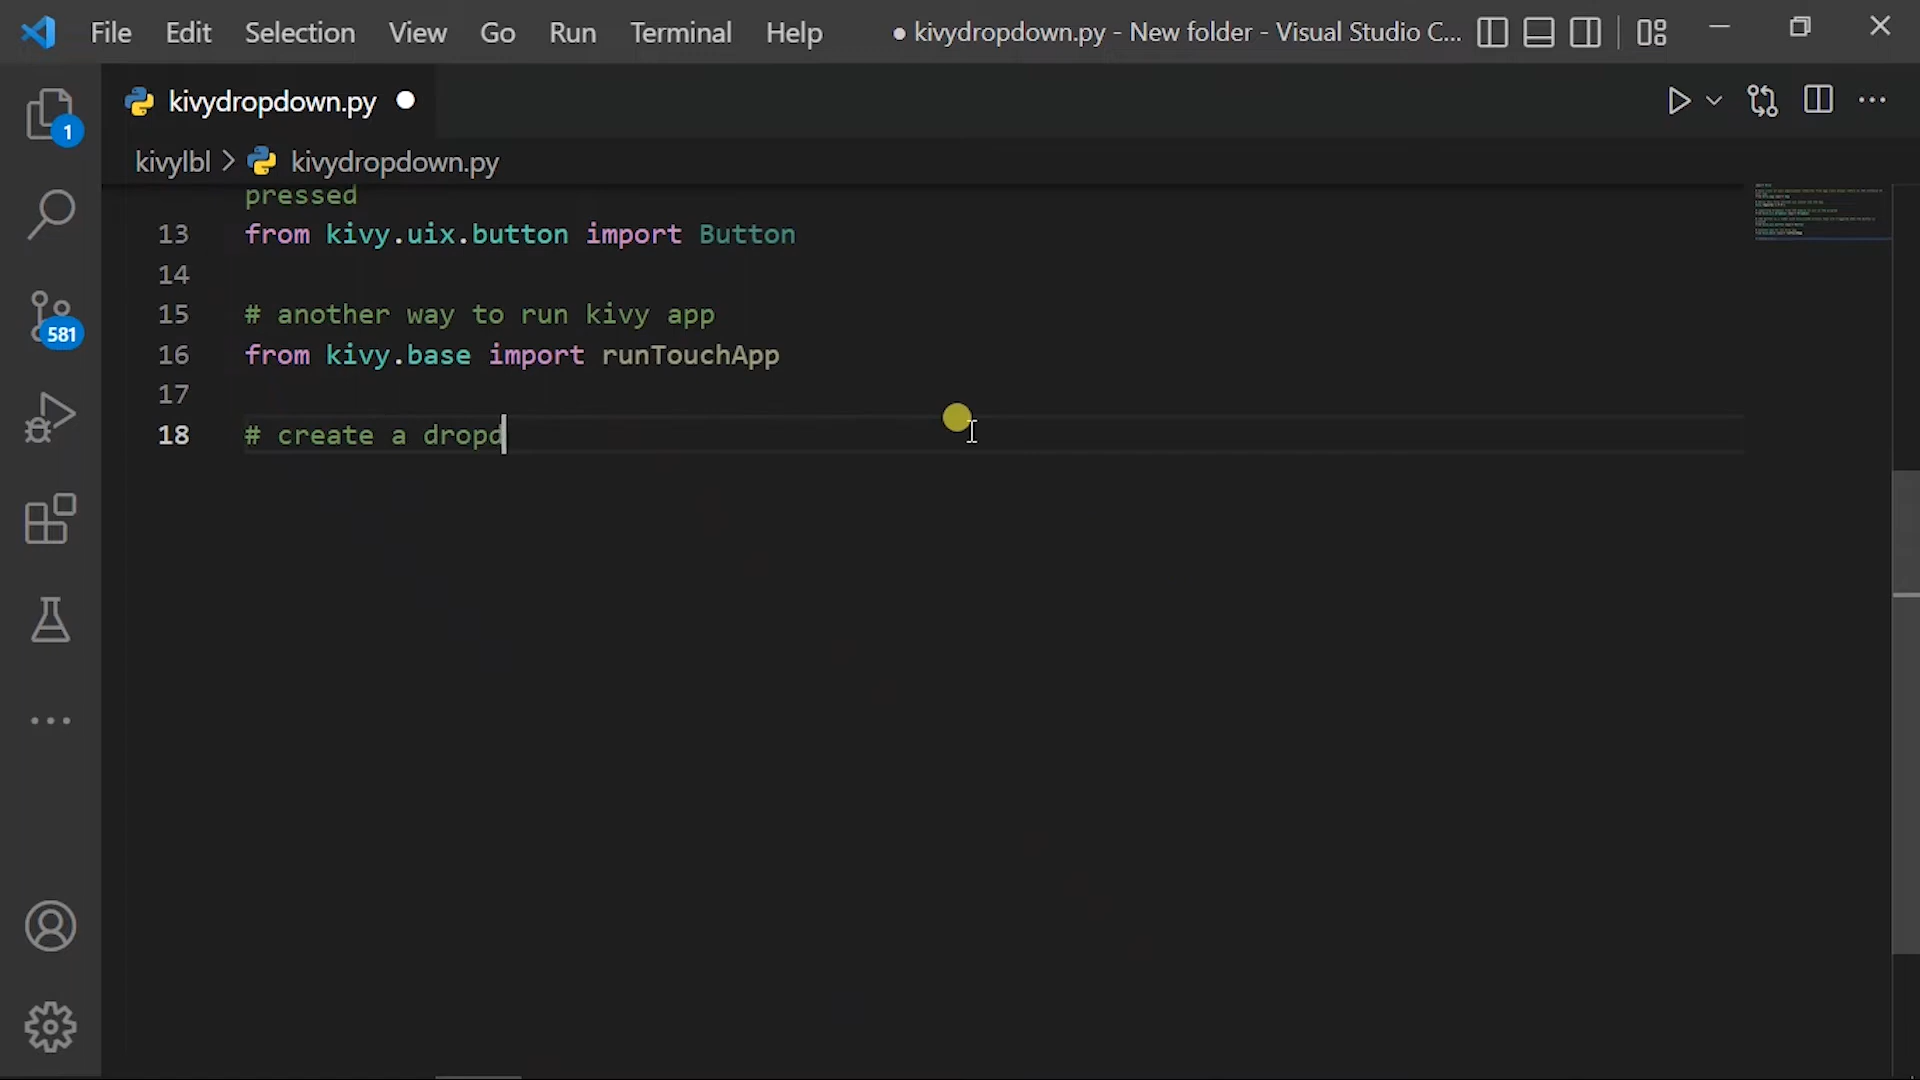 File Edit Selection View Go Run Terminal Help ● kivydropdown.py - New folder - Visual Studio C...
kivydropdown.py
kivylbl > kivydropdown.py
pressed
13 from kivy.uix.button import Button
14
15 # another way to run kivy app
16 from kivy.base import runTouchApp
17
18 # create a dropd
1
581